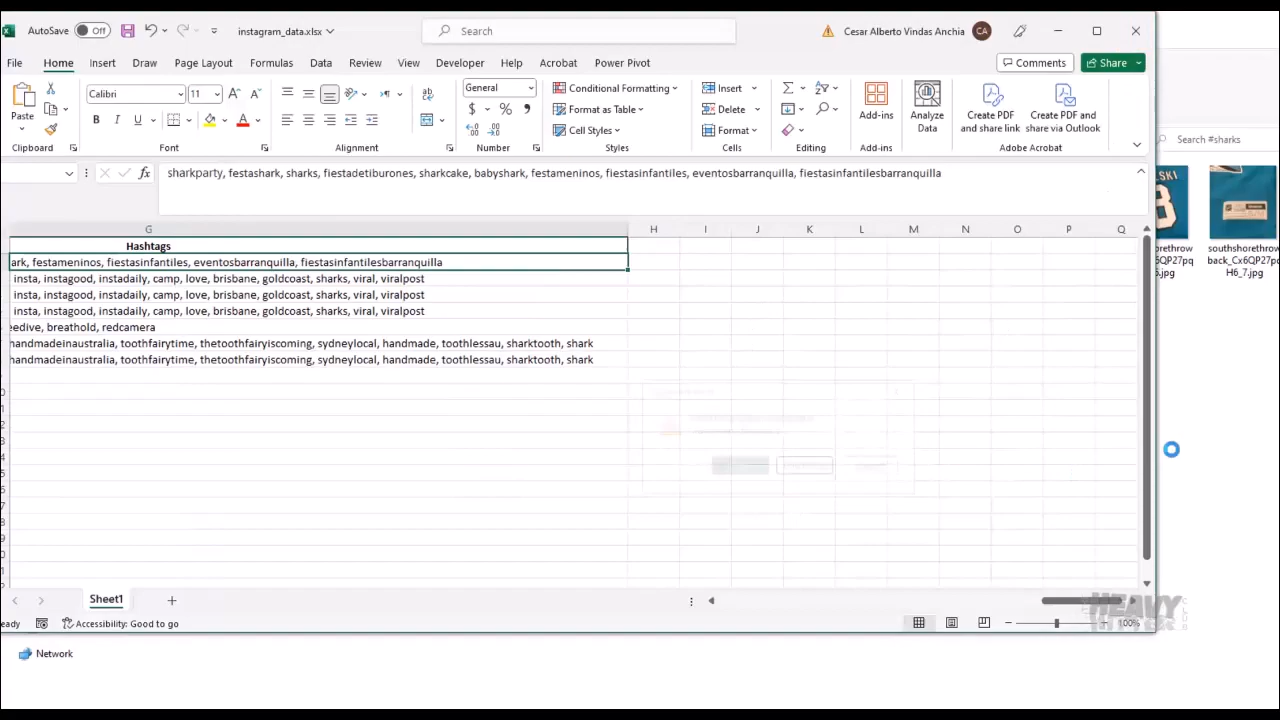 AutoSave Off instagram_data.xlsx Search Cesar Alberto Vindas Anchia CA
File Home Insert Draw Page Layout Formulas Data Review View Developer Help Acrobat Power Pivot Comments Share
Paste Calibri 11 General Conditional Formatting Format as Table Cell Styles Insert Delete Format Add-ins Analyze Data Create PDF and share link Create PDF and share via Outlook
Clipboard Font Alignment Number Styles Cells Editing Add-ins Adobe Acrobat
Search #sharks
fx sharkparty, festashark, sharks, fiestadetiburones, sharkcake, babyshark, festameninos, fiestasinfantiles, eventosbarranquilla, fiestasinfantilesbarranquilla
G H I J K L M N O P Q
Hashtags
ark, festameninos, fiestasinfantiles, eventosbarranquilla, fiestasinfantilesbarranquilla
insta, instagood, instadaily, camp, love, brisbane, goldcoast, sharks, viral, viralpost
insta, instagood, instadaily, camp, love, brisbane, goldcoast, sharks, viral, viralpost
insta, instagood, instadaily, camp, love, brisbane, goldcoast, sharks, viral, viralpost
eedive, breathold, redcamera
handmadeinaustralia, toothfairytime, thetoothfairyiscoming, sydneylocal, handmade, toothlessau, sharktooth, shark
handmadeinaustralia, toothfairytime, thetoothfairyiscoming, sydneylocal, handmade, toothlessau, sharktooth, shark
LSKI
8
southshorethrow
back_Cx6QP27pq
H6_7.jpg
Sheet1
eady Accessibility: Good to go 100%
HEAVY
Network